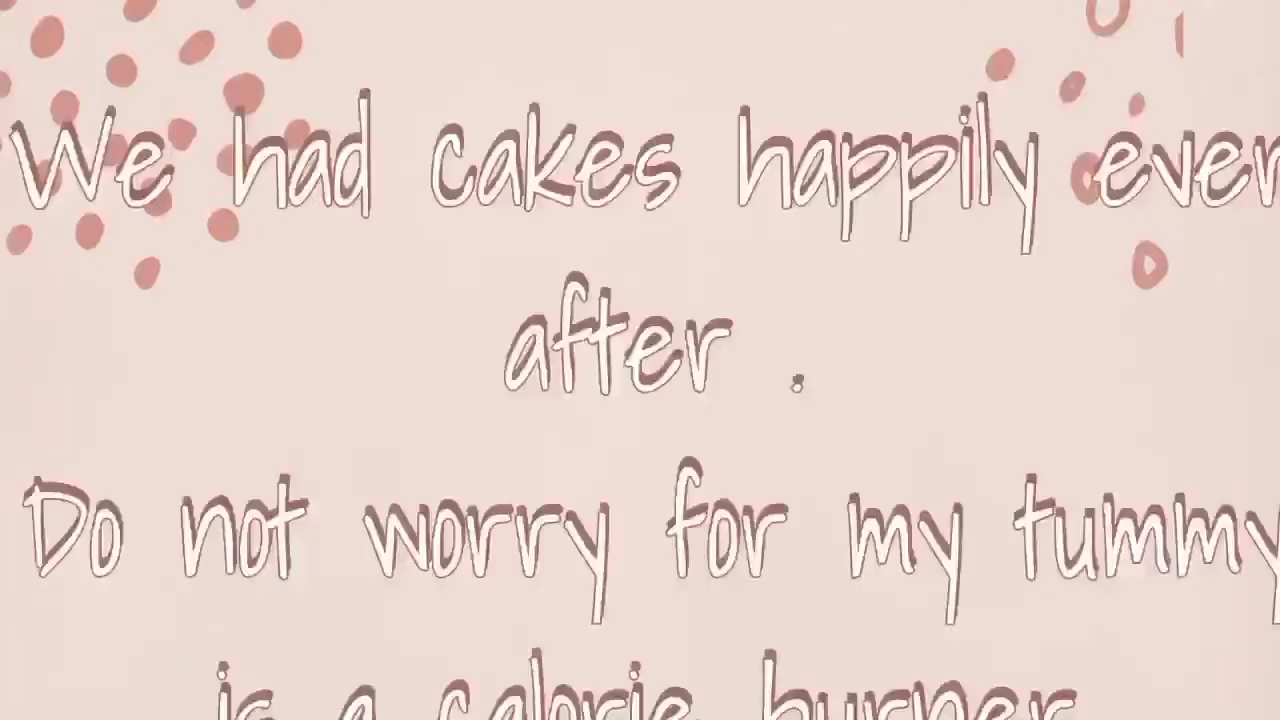 We had cakes happily ever
after .
Do not worry for my tummy
is a calorie burner